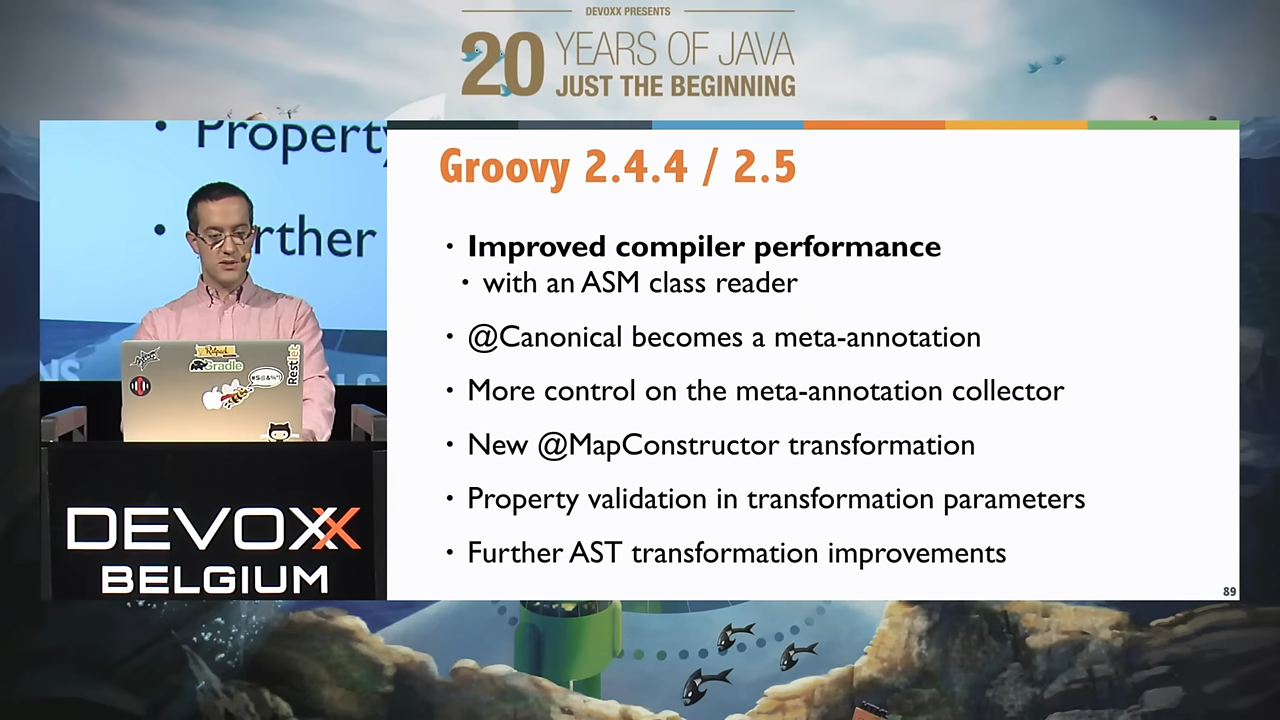 DEVOXX PRESENTS
20 YEARS OF JAVA
JUST THE BEGINNING
• Property
• rther
Groovy 2.4.4 / 2.5
• Improved compiler performance
• with an ASM class reader
• @Canonical becomes a meta-annotation
• More control on the meta-annotation collector
• New @MapConstructor transformation
• Property validation in transformation parameters
• Further AST transformation improvements
89
Ratpack
Gradle
#$@&%*!
Restlet
DEVOXX
BELGIUM